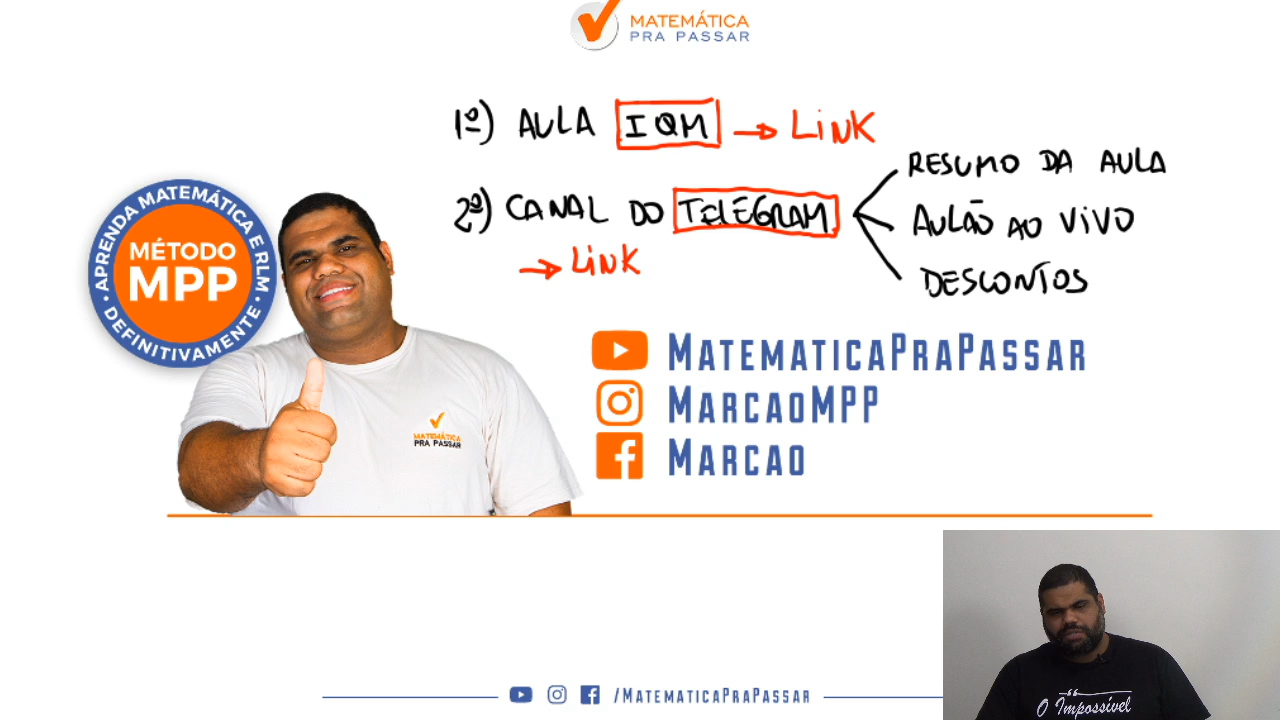 MATEMÁTICA
PRA PASSAR
1º) AULA IQM → LINK
2º) CANAL DO TELEGRAM
RESUMO DA AULA
AULÃO AO VIVO
DESCONTOS
→ LINK
APRENDA MATEMÁTICA E RLM
MÉTODO
MPP
• DEFINITIVAMENTE •
MATEMÁTICA
PRA PASSAR
MATEMATICAPRAPASSAR
MARCAOMPP
MARCAO
/MATEMATICAPRAPASSAR
O Impossível